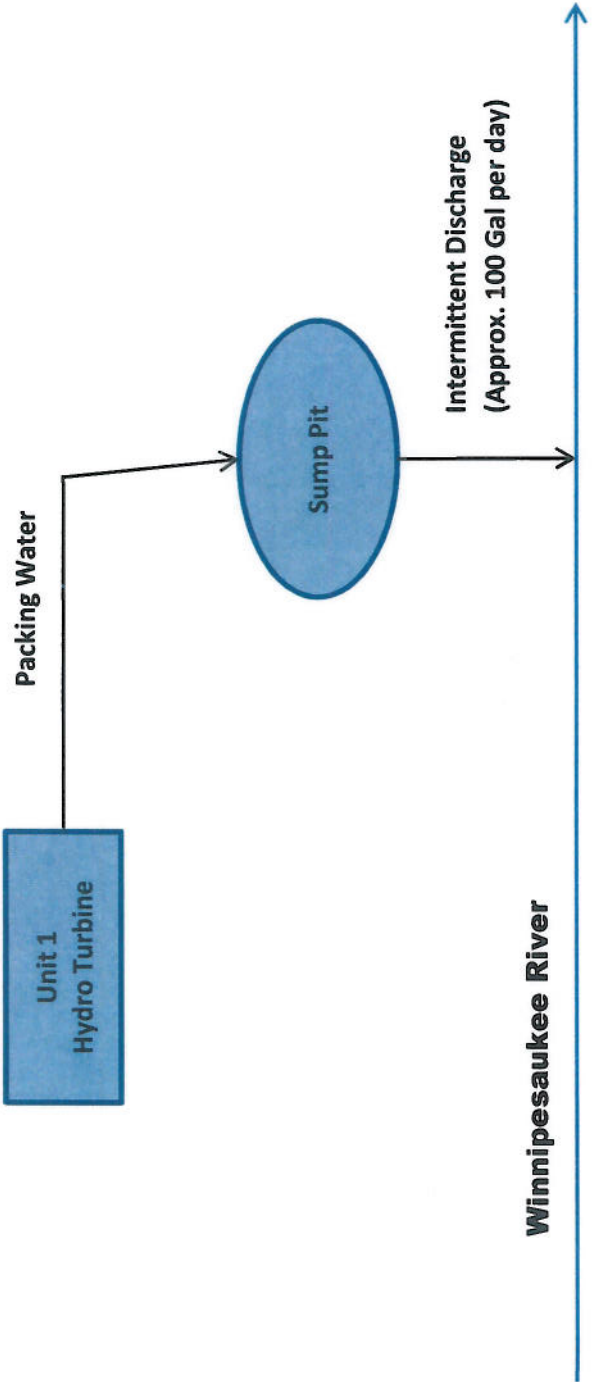 Unit 1
Hydro Turbine
Packing Water
Sump Pit
Intermittent Discharge
(Approx. 100 Gal per day)
Winnipesaukee River